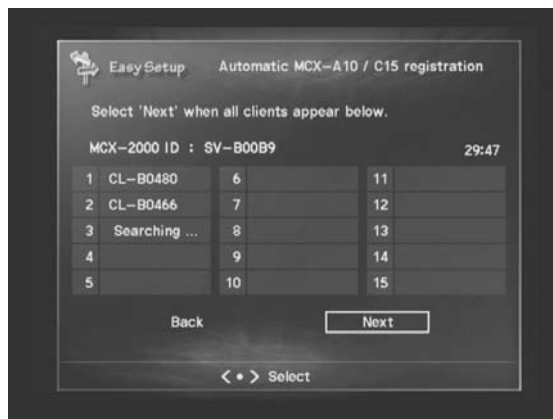 Easy Setup Automatic MCX-A10 / C15 registration
Select 'Next' when all clients appear below.
MCX-2000 ID : SV-B00B9 29:47
1 CL-B0480 6 11
2 CL-B0466 7 12
3 Searching ... 8 13
4 9 14
5 10 15
Back Next
< • > Select